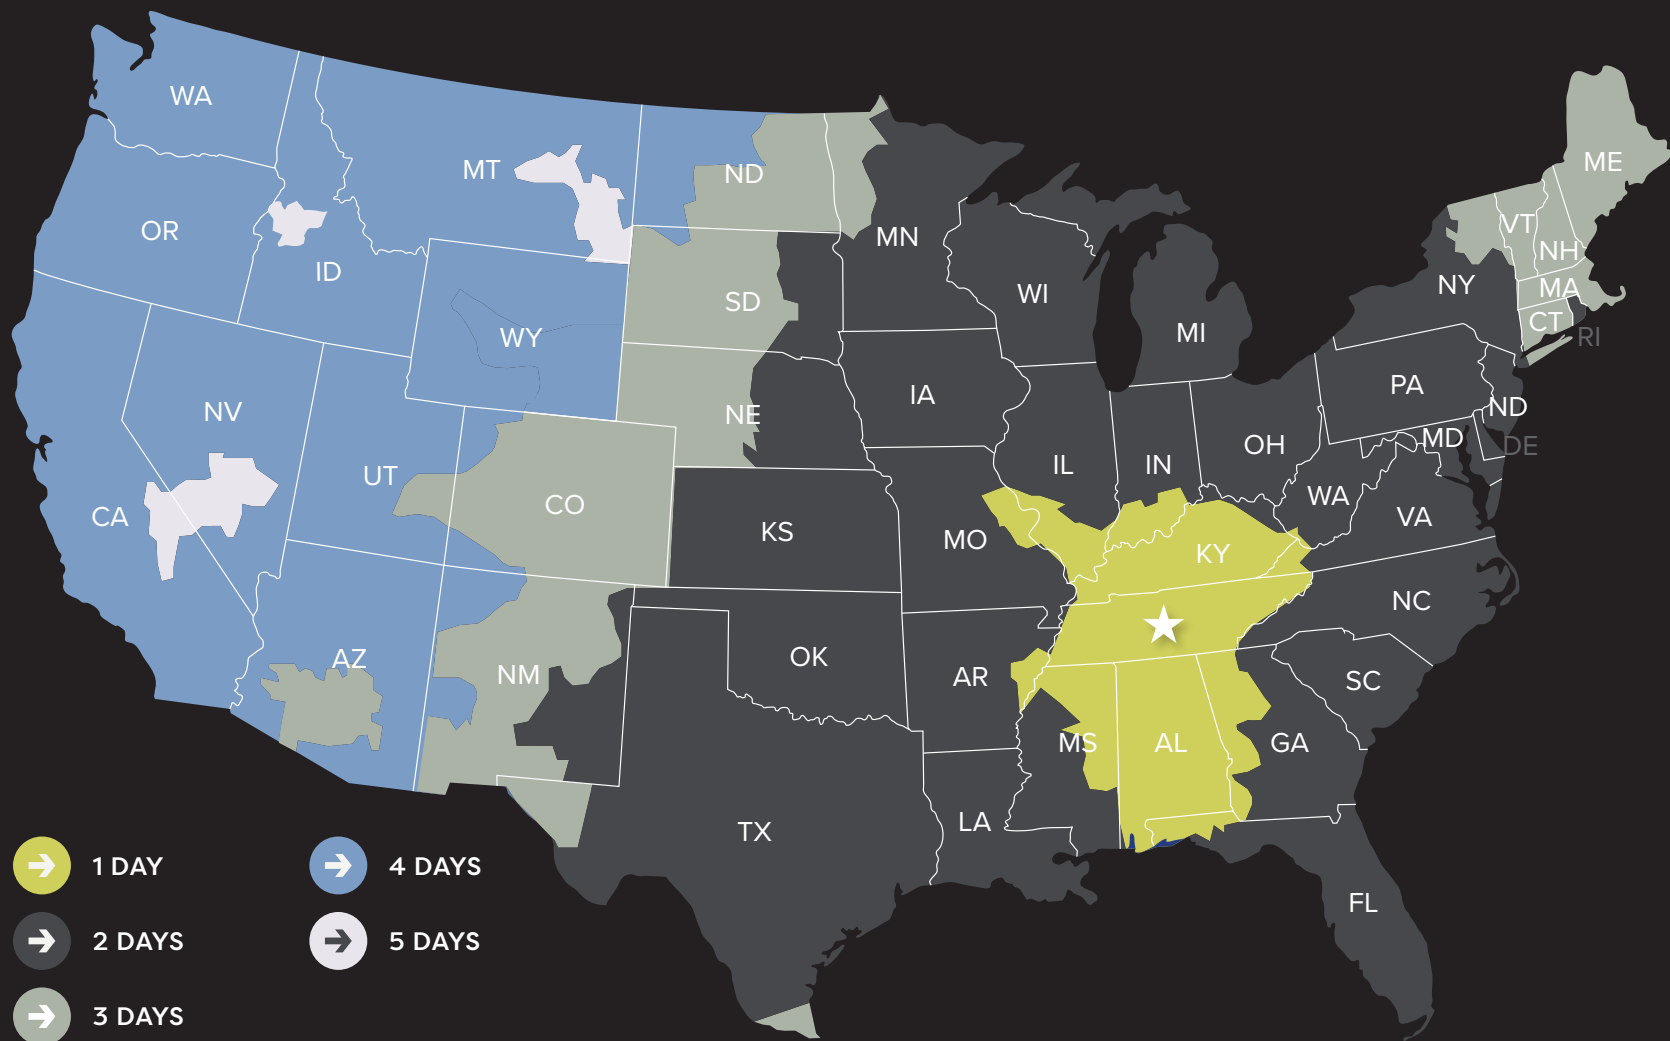 WA
MT
ND
ME
OR
ID
MN
VT
NH
WI
NY
MA
SD
CT
WY
MI
RI
NV
NE
IA
PA
ND
UT
IL
IN
OH
MD
DE
CA
CO
KS
MO
KY
WA
VA
AZ
NM
OK
AR
NC
SC
TX
LA
MS
AL
GA
FL
1 DAY
4 DAYS
2 DAYS
5 DAYS
3 DAYS